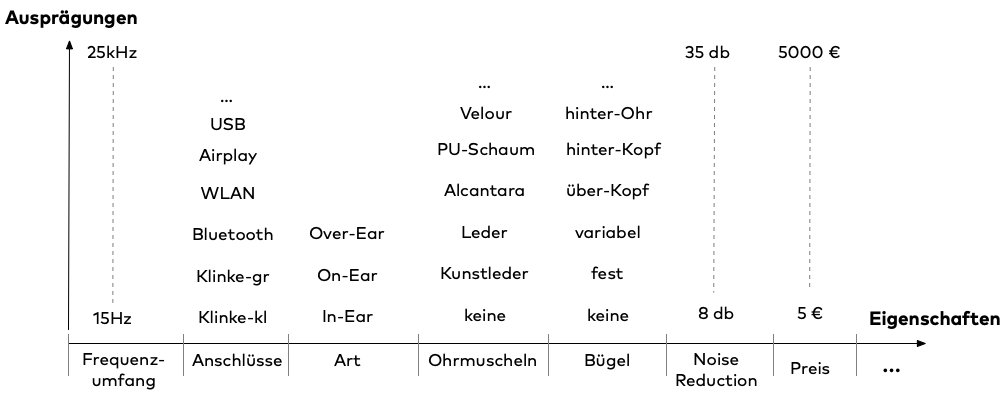 Ausprägungen
25kHz
35 db
5000 €
...
...
...
Velour
hinter-Ohr
USB
Airplay
PU-Schaum
hinter-Kopf
WLAN
Alcantara
über-Kopf
Bluetooth
Over-Ear
Leder
variabel
Klinke-gr
On-Ear
Kunstleder
fest
15Hz
Klinke-kl
In-Ear
keine
keine
8 db
5 €
Eigenschaften
Frequenz-
umfang
Anschlüsse
Art
Ohrmuscheln
Bügel
Noise
Reduction
Preis
...